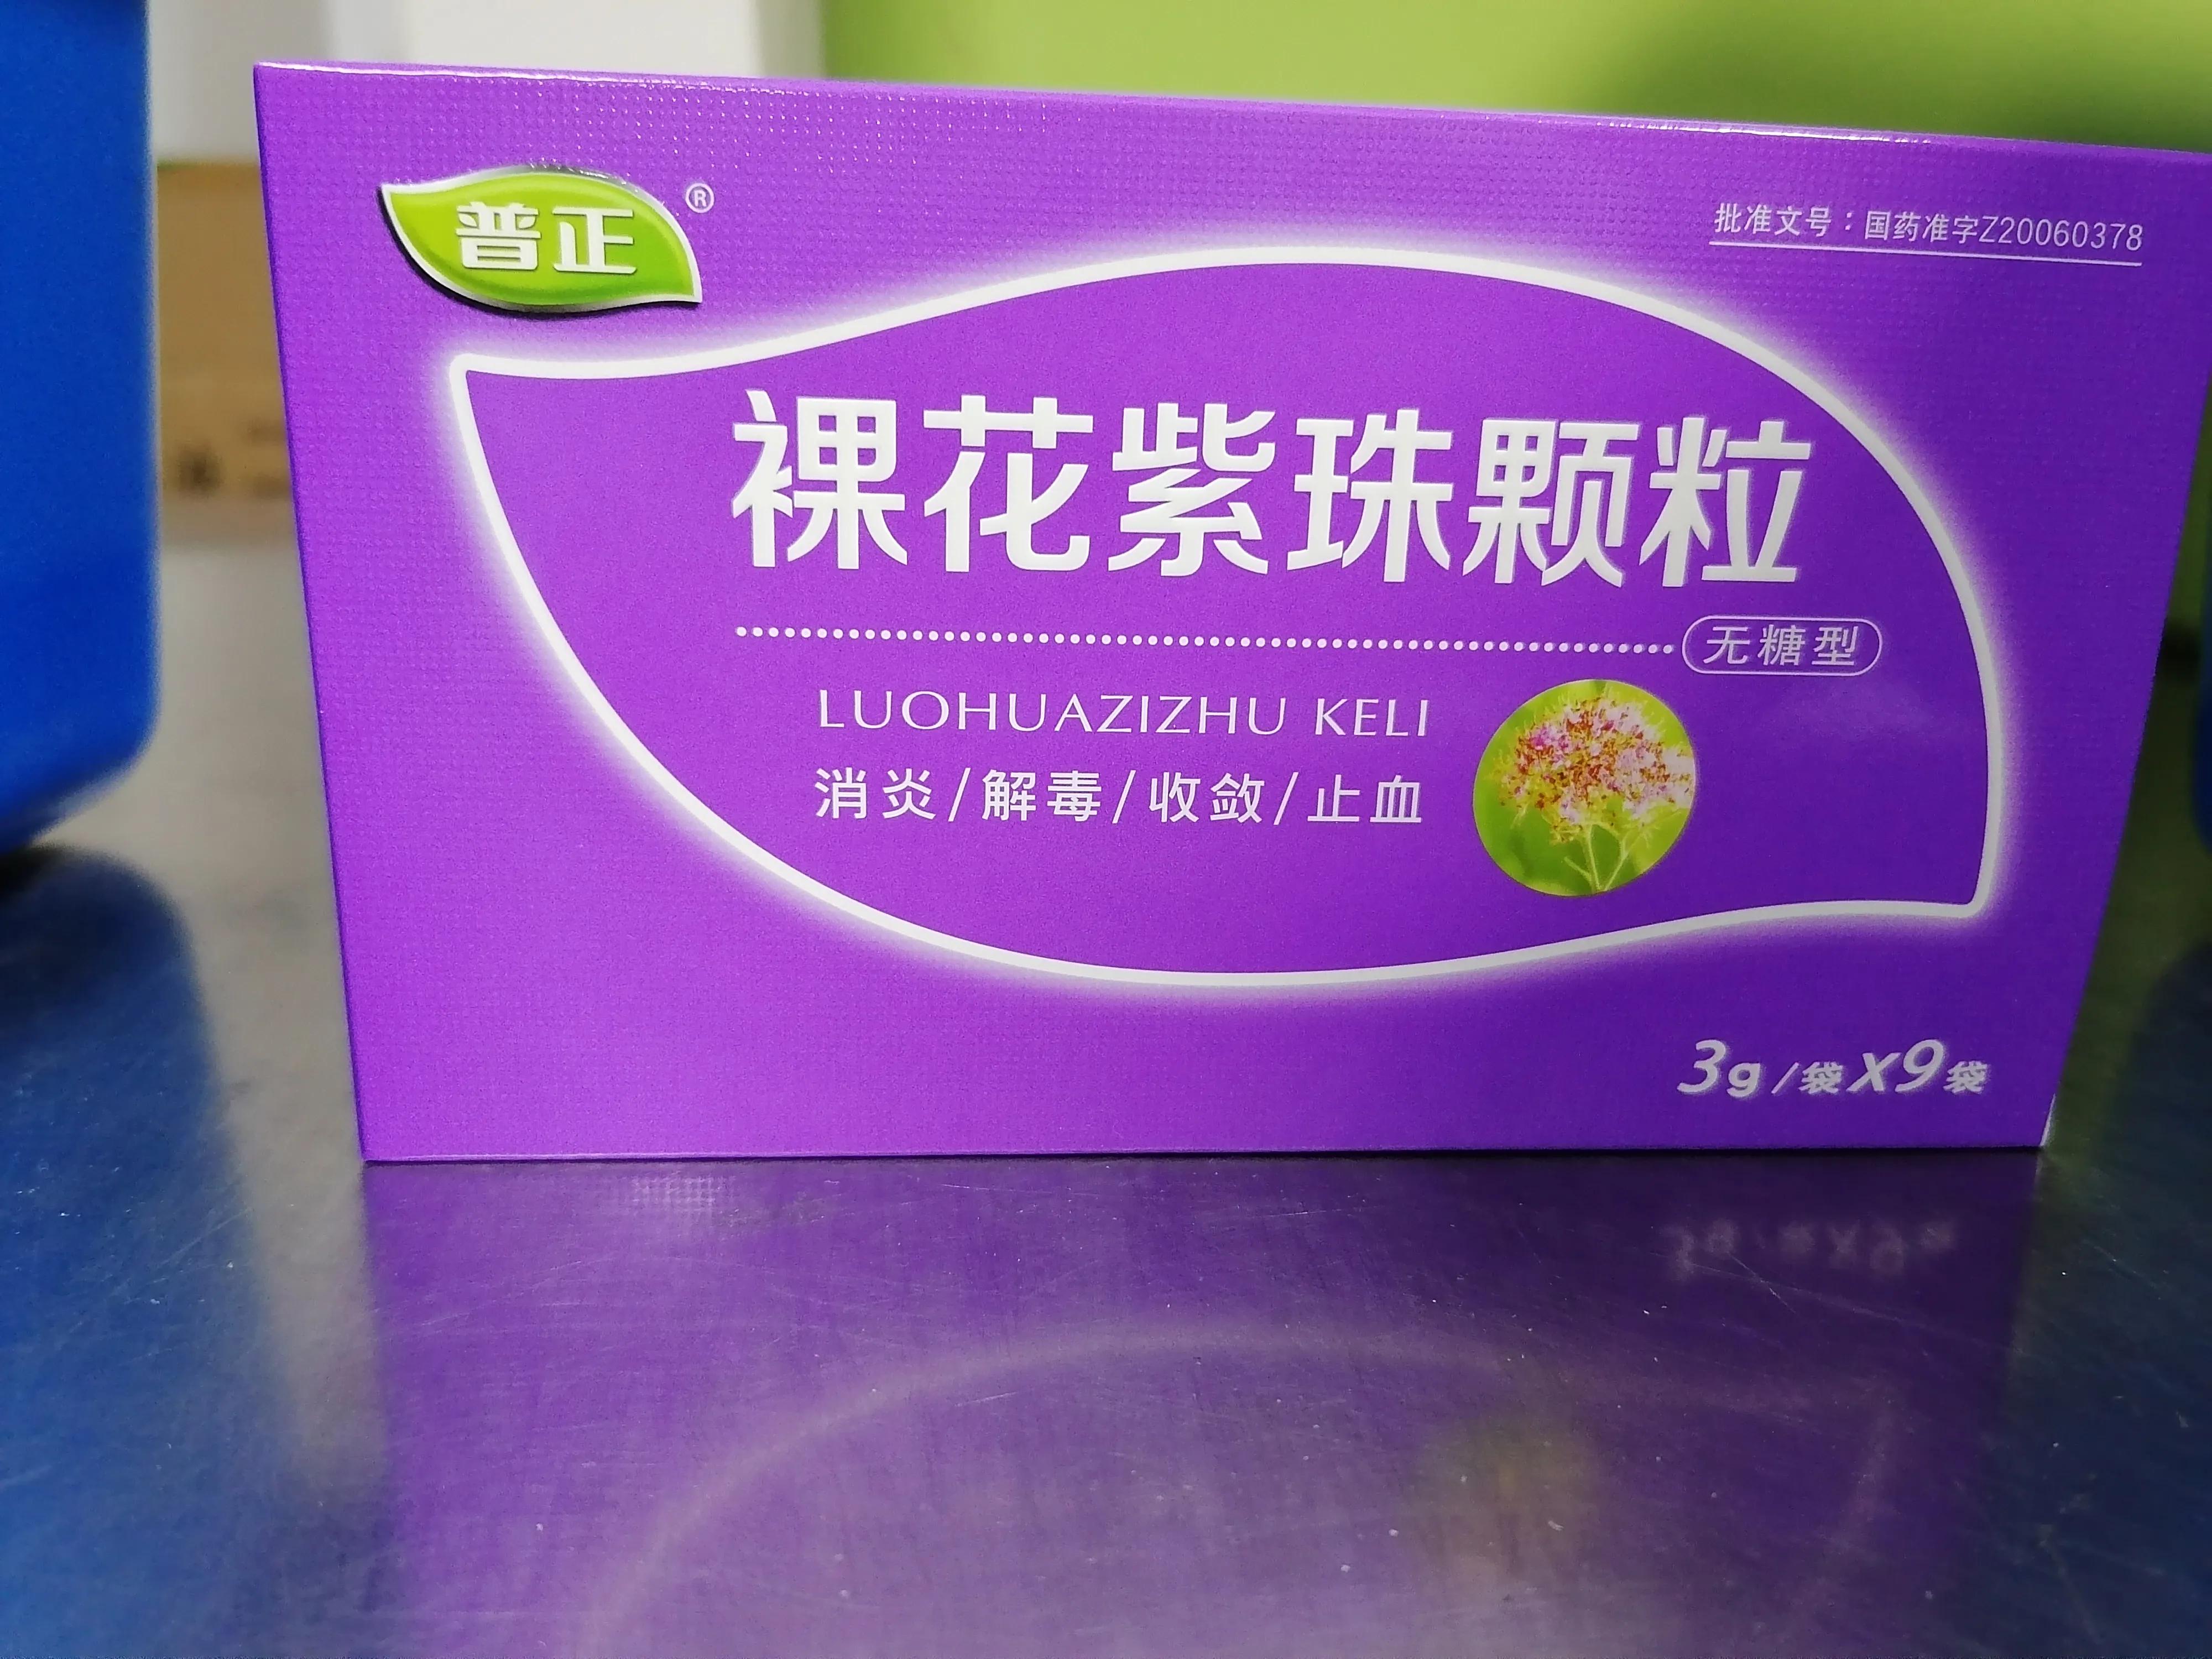 普正®
批准文号：国药准字Z20060378
裸花紫珠颗粒
无糖型
LUOHUAZIZHU KELI
消炎/解毒/收敛/止血
3g/袋X9袋